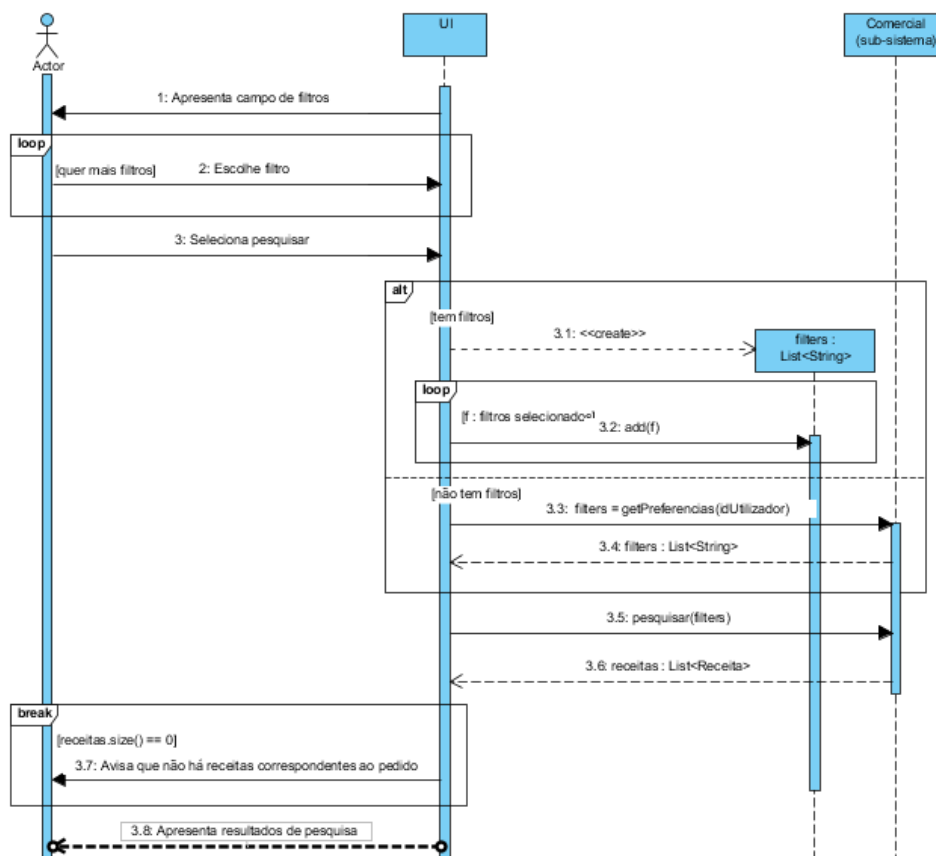 UI
Comercial
(sub-sistema)
Actor
1: Apresenta campo de filtros
loop
[quer mais filtros]
2: Escolhe filtro
3: Seleciona pesquisar
alt
[tem filtros]
3.1: <<create>>
filters :
List<String>
loop
[f : filtros selecionados]
3.2: add(f)
[não tem filtros]
3.3: filters = getPreferencias(idUtilizador)
3.4: filters : List<String>
3.5: pesquisar(filters)
3.6: receitas : List<Receita>
break
[receitas.size() == 0]
3.7: Avisa que não há receitas correspondentes ao pedido
3.8: Apresenta resultados de pesquisa